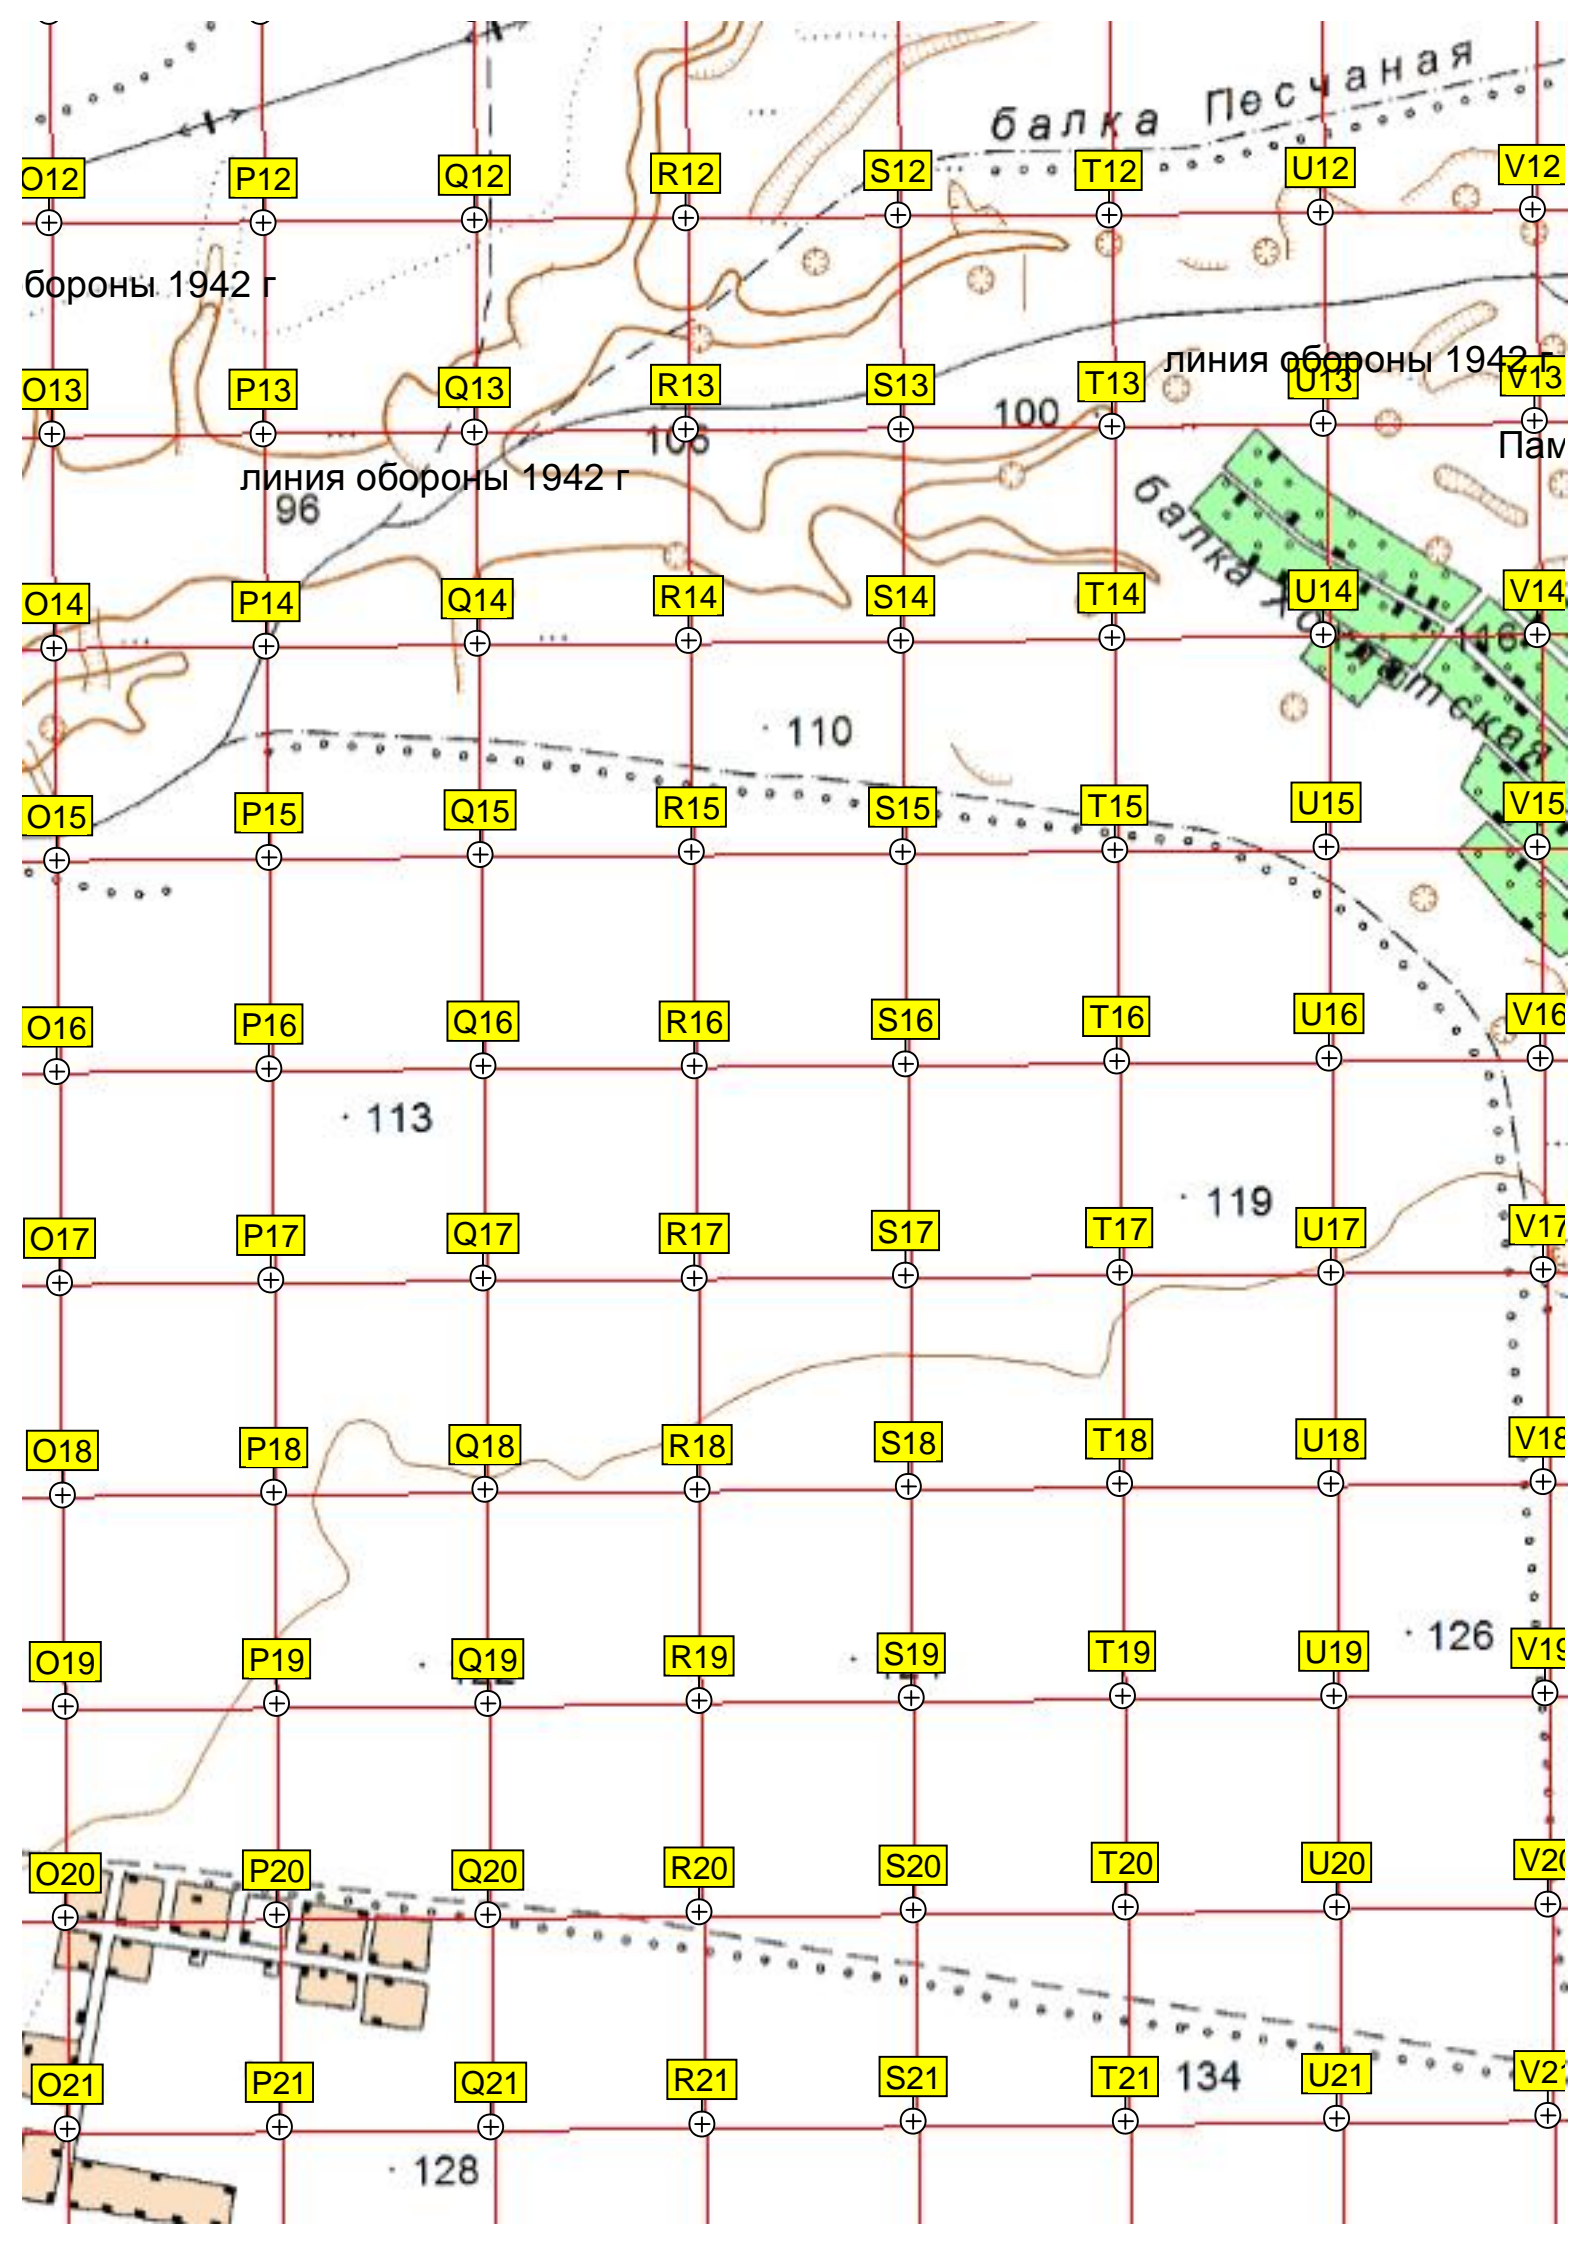 балка Песчаная
O12 P12 Q12 R12 S12 T12 U12 V12
бороны 1942 г
линия обороны 1942 г
O13 P13 Q13 R13 S13 T13 U13 V13
100
106
Пам
линия обороны 1942 г
96
балка Хохлатская
O14 P14 Q14 R14 S14 T14 U14 V14
116
110
O15 P15 Q15 R15 S15 T15 U15 V15
O16 P16 Q16 R16 S16 T16 U16 V16
113
119
O17 P17 Q17 R17 S17 T17 U17 V17
O18 P18 Q18 R18 S18 T18 U18 V18
126
O19 P19 Q19 R19 S19 T19 U19 V19
O20 P20 Q20 R20 S20 T20 U20 V20
O21 P21 Q21 R21 S21 T21 134 U21 V21
128